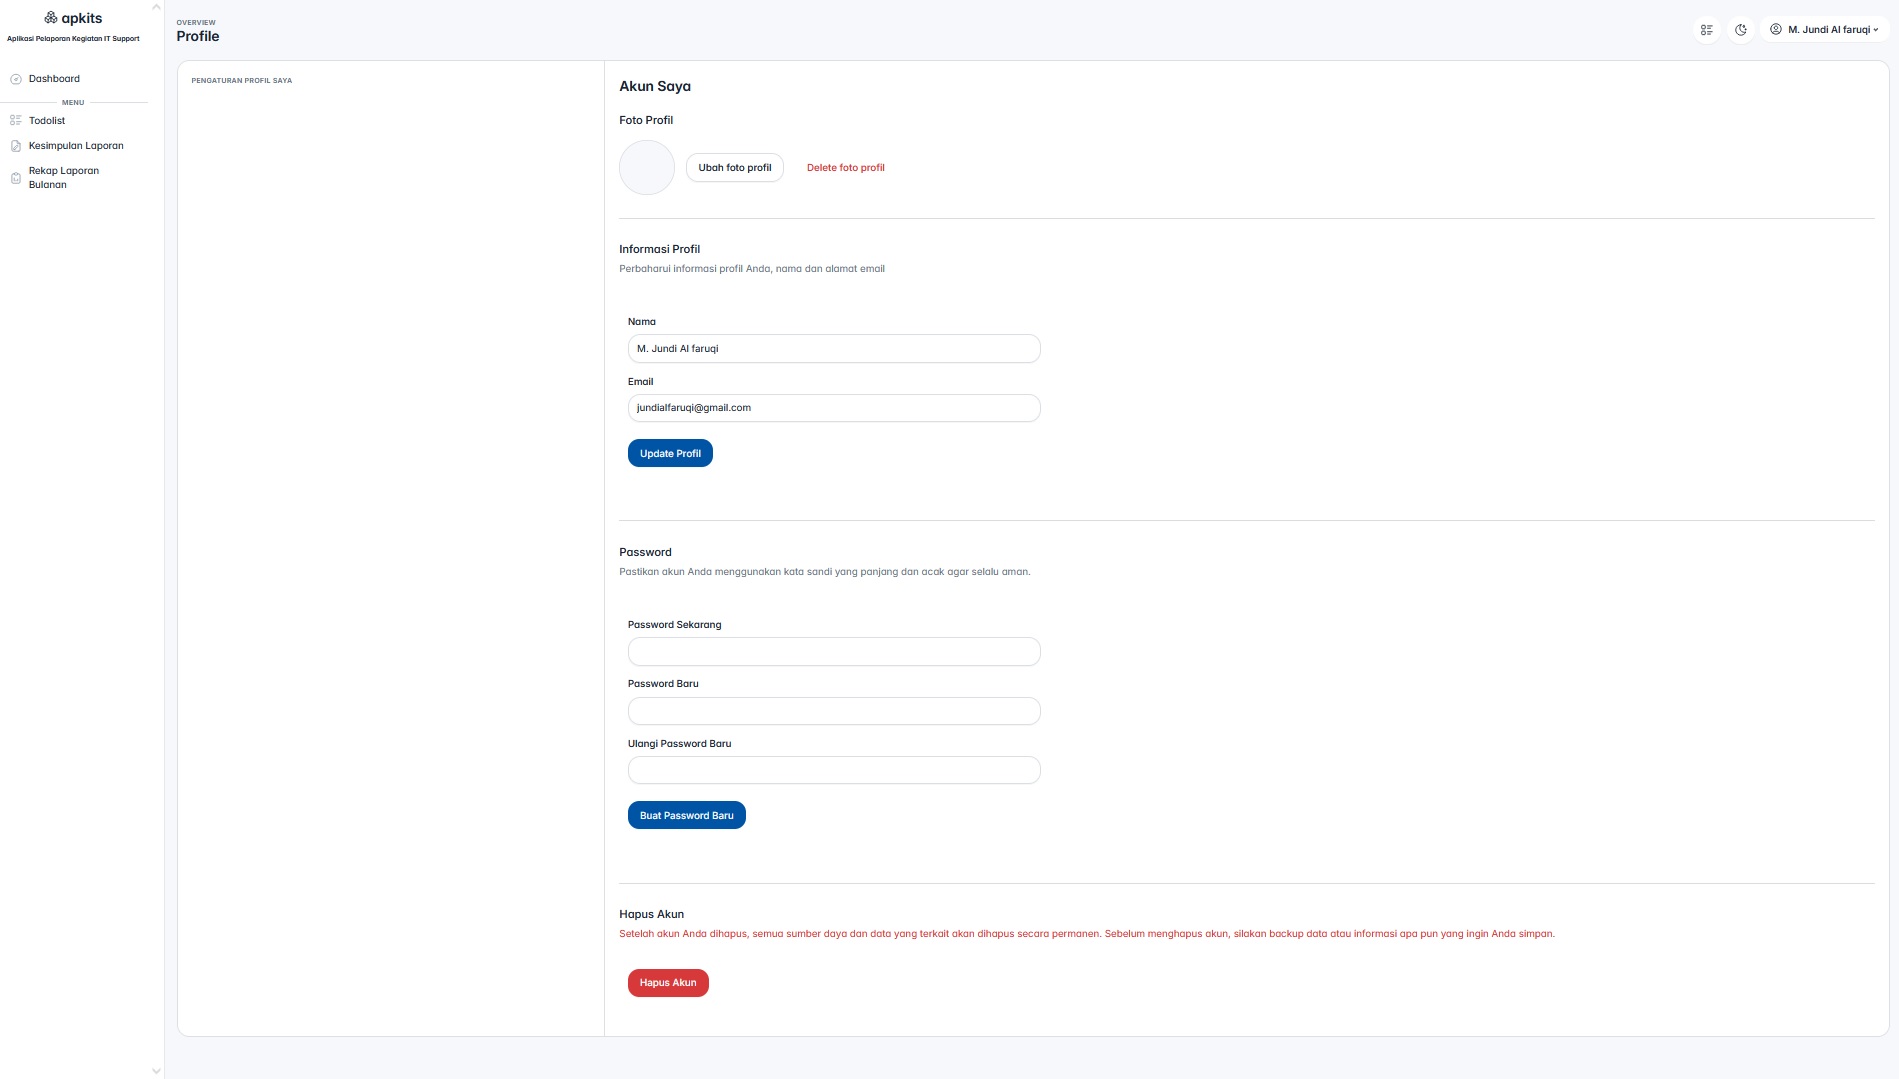 apkits
Aplikasi Pelaporan Kegiatan IT Support
Dashboard
MENU
Todolist
Kesimpulan Laporan
Rekap Laporan
Bulanan
OVERVIEW
Profile
M. Jundi Al faruqi
PENGATURAN PROFIL SAYA
Akun Saya
Foto Profil
Ubah foto profil
Delete foto profil
Informasi Profil
Perbaharui informasi profil Anda, nama dan alamat email
Nama
M. Jundi Al faruqi
Email
jundialfaruqi@gmail.com
Update Profil
Password
Pastikan akun Anda menggunakan kata sandi yang panjang dan acak agar selalu aman.
Password Sekarang
Password Baru
Ulangi Password Baru
Buat Password Baru
Hapus Akun
Setelah akun Anda dihapus, semua sumber daya dan data yang terkait akan dihapus secara permanen. Sebelum menghapus akun, silakan backup data atau informasi apa pun yang ingin Anda simpan.
Hapus Akun